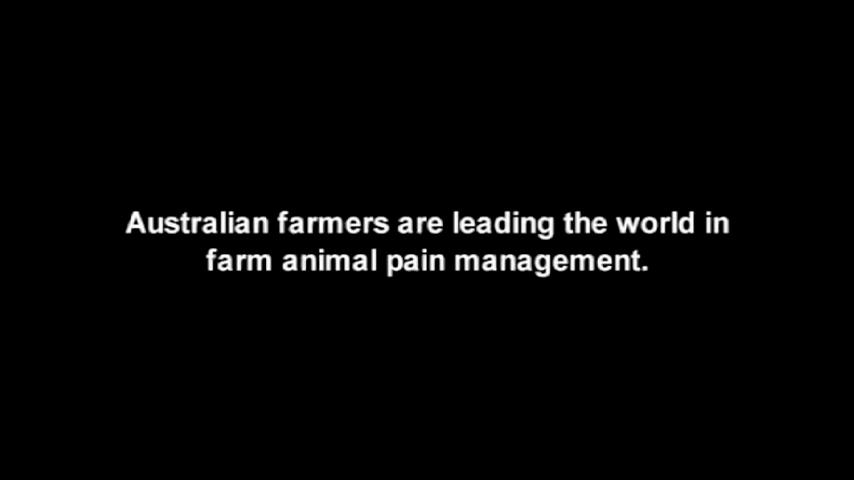 Australian farmers are leading the world in
farm animal pain management.